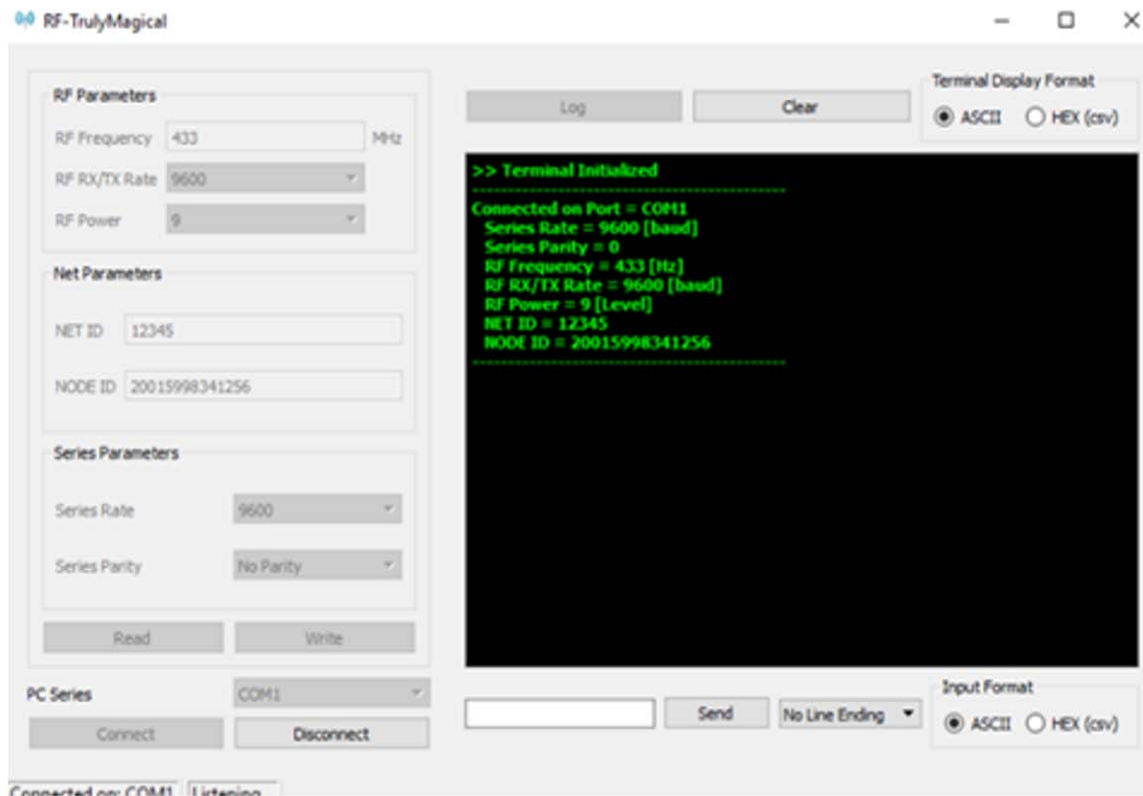 RF-TrulyMagical
RF Parameters
RF Frequency 433 MHz
RF RX/TX Rate 9600
RF Power 9
Net Parameters
NET ID 12345
NODE ID 20015998341256
Series Parameters
Series Rate 9600
Series Parity No Parity
Read Write
PC Series COM1
Connect Disconnect
Connected on: COM1 Listening
Log Clear
Terminal Display Format
ASCII HEX (csv)
>> Terminal Initialized
------------------------------------------
Connected on Port = COM1
Series Rate = 9600 [baud]
Series Parity = 0
RF Frequency = 433 [Hz]
RF RX/TX Rate = 9600 [baud]
RF Power = 9 [Level]
NET ID = 12345
NODE ID = 20015998341256
------------------------------------------
Send No Line Ending
Input Format
ASCII HEX (csv)